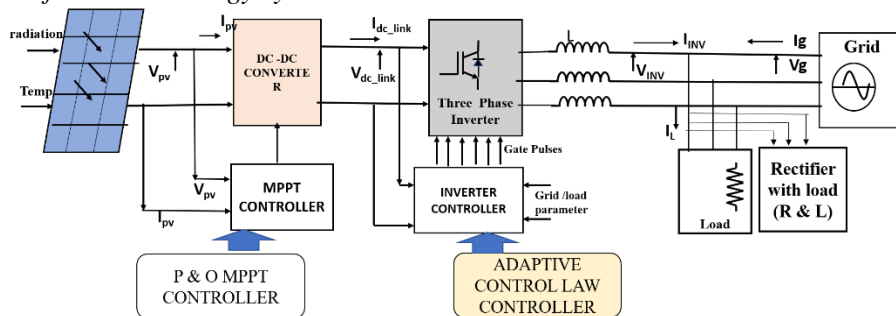 radiation
Temp
I_pv
V_pv
DC -DC
CONVERTE
R
I_dc_link
V_dc_link
Three Phase
Inverter
L
I_INV
V_INV
Ig
Vg
Grid
Gate Pulses
I_L
V_pv
I_pv
MPPT
CONTROLLER
INVERTER
CONTROLLER
Grid /load
parameter
Load
Rectifier
with load
(R & L)
P & O MPPT
CONTROLLER
ADAPTIVE
CONTROL LAW
CONTROLLER